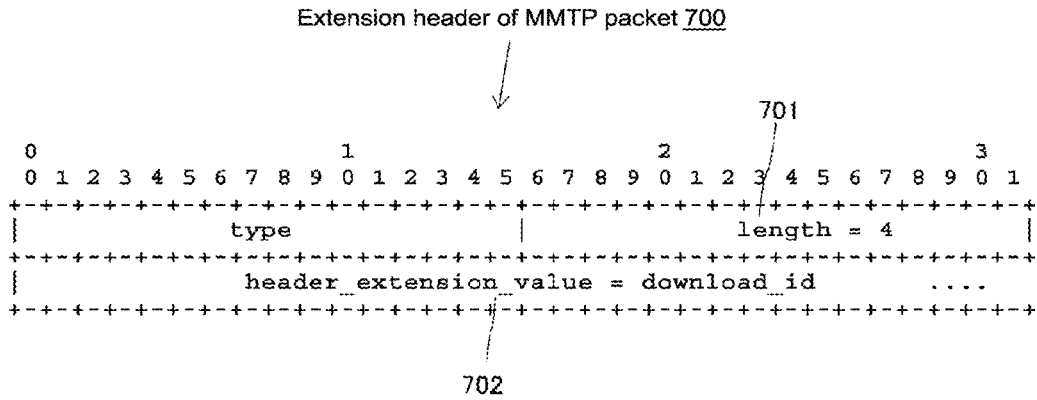 Extension header of MMTP packet 700
701
0 1 2 3
0 1 2 3 4 5 6 7 8 9 0 1 2 3 4 5 6 7 8 9 0 1 2 3 4 5 6 7 8 9 0 1
+-+-+-+-+-+-+-+-+-+-+-+-+-+-+-+-+-+-+-+-+-+-+-+-+-+-+-+-+-+-+-+-+
| type | length = 4 |
+-+-+-+-+-+-+-+-+-+-+-+-+-+-+-+-+-+-+-+-+-+-+-+-+-+-+-+-+-+-+-+-+
| header_extension_value = download_id ....
+-+-+-+-+-+-+-+-+-+-+-+-+-+-+-+-+-+-+-+-+-+-+-+-+-+-+-+-+-+-+-+-+
702